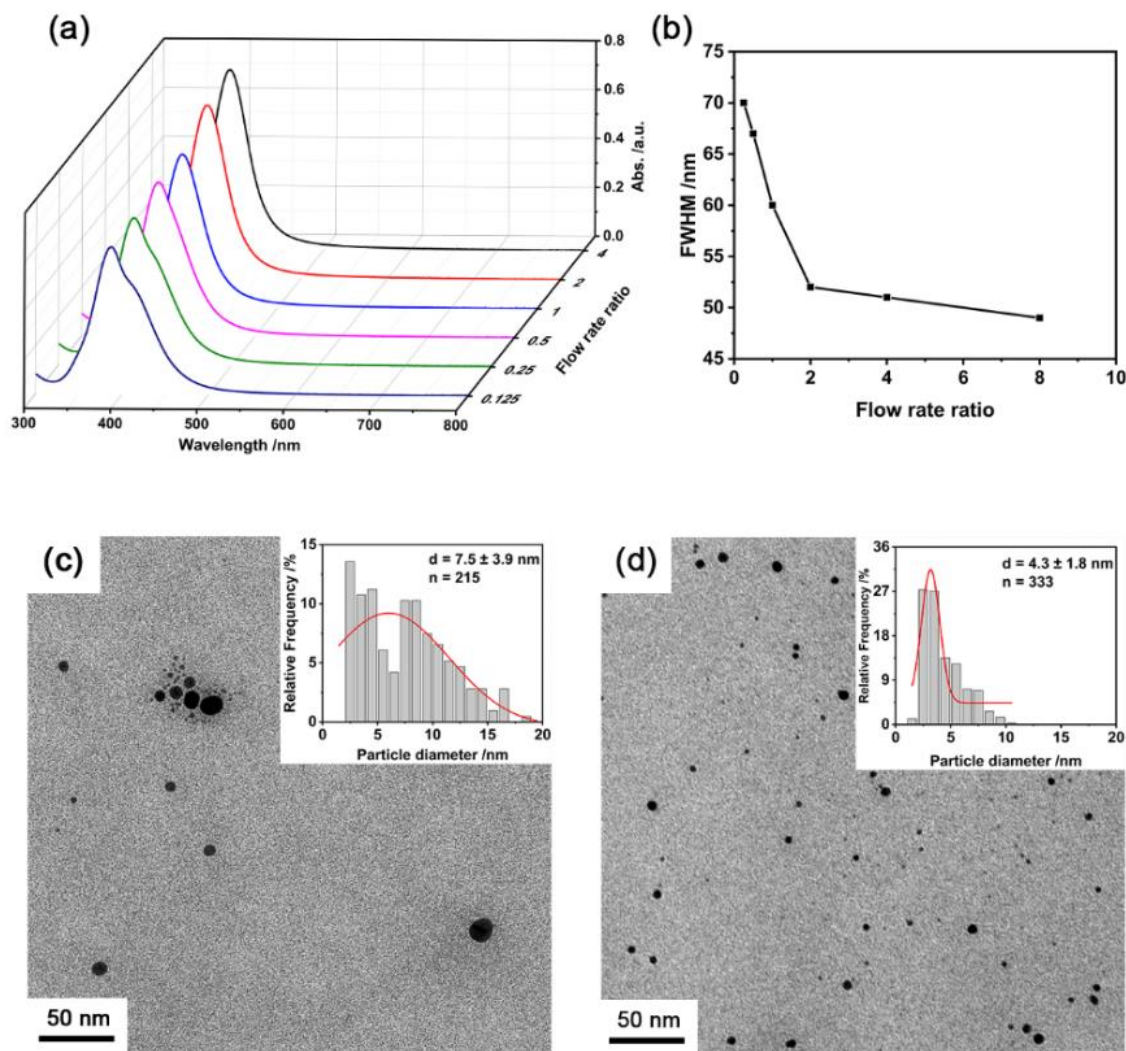 (a)
0.8
0.6
0.4
0.2
0.0
Abs. /a.u.
4
2
1
0.5
0.25
0.125
Flow rate ratio
300 400 500 600 700 800
Wavelength /nm
(b)
75
70
65
60
55
50
45
FWHM /nm
0 2 4 6 8 10
Flow rate ratio
(c)
15
10
5
0
Relative Frequency /%
d = 7.5 ± 3.9 nm
n = 215
0 5 10 15 20
Particle diameter /nm
50 nm
(d)
36
27
18
9
0
Relative Frequency /%
d = 4.3 ± 1.8 nm
n = 333
0 5 10 15 20
Particle diameter /nm
50 nm